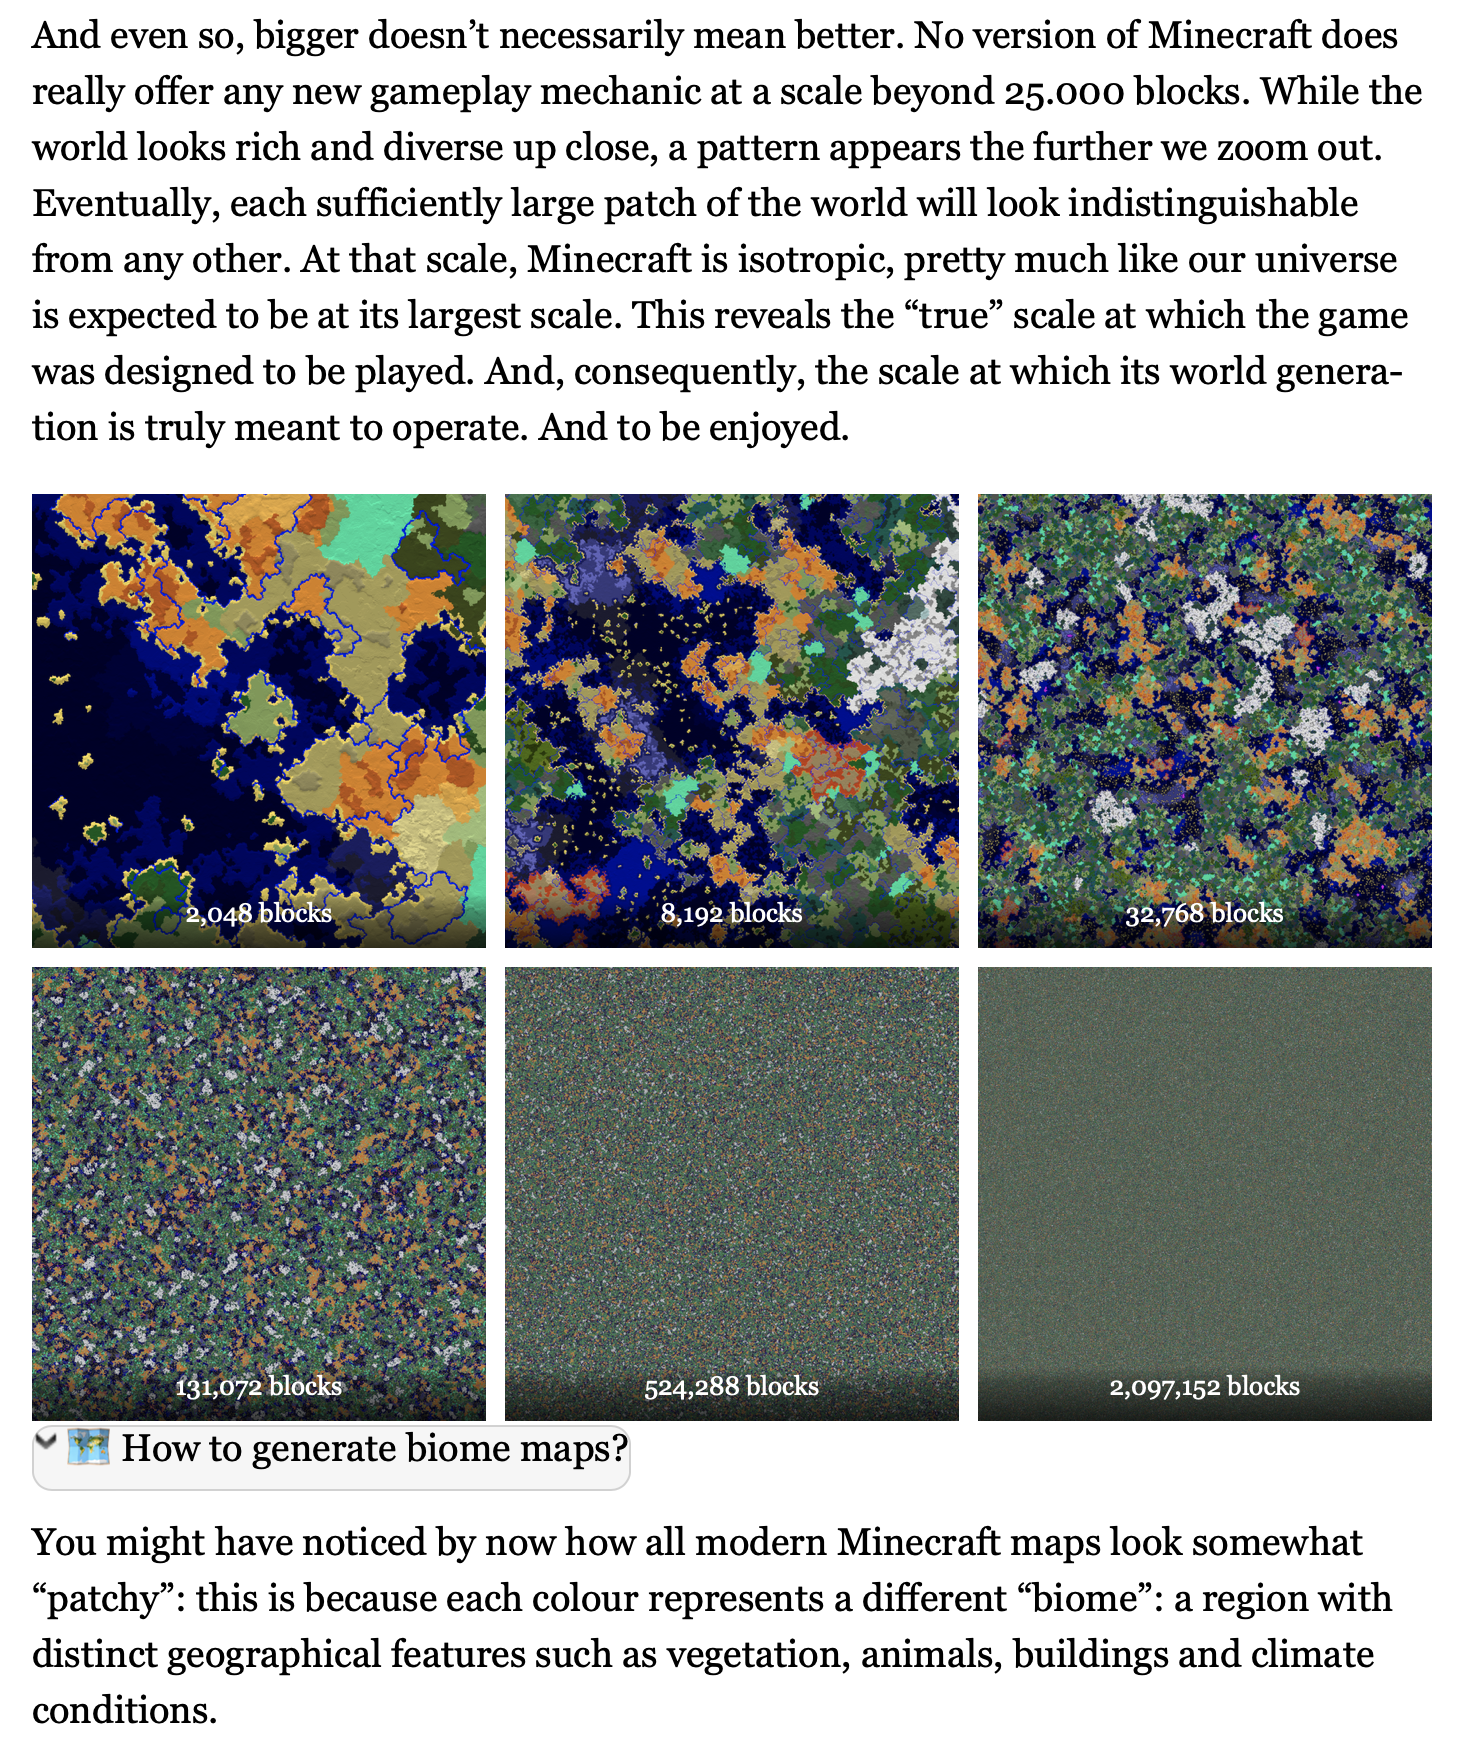 And even so, bigger doesn’t necessarily mean better. No version of Minecraft does
really offer any new gameplay mechanic at a scale beyond 25.000 blocks. While the
world looks rich and diverse up close, a pattern appears the further we zoom out.
Eventually, each sufficiently large patch of the world will look indistinguishable
from any other. At that scale, Minecraft is isotropic, pretty much like our universe
is expected to be at its largest scale. This reveals the “true” scale at which the game
was designed to be played. And, consequently, the scale at which its world genera-
tion is truly meant to operate. And to be enjoyed.
2,048 blocks
8,192 blocks
32,768 blocks
131,072 blocks
524,288 blocks
2,097,152 blocks
How to generate biome maps?
You might have noticed by now how all modern Minecraft maps look somewhat
“patchy”: this is because each colour represents a different “biome”: a region with
distinct geographical features such as vegetation, animals, buildings and climate
conditions.